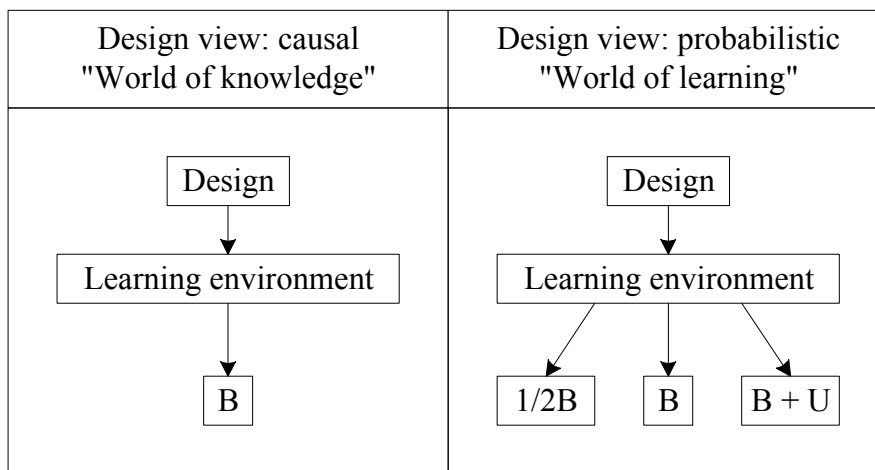 Design view: causal
"World of knowledge"
Design view: probabilistic
"World of learning"
Design
Learning environment
B
Design
Learning environment
1/2B
B
B + U